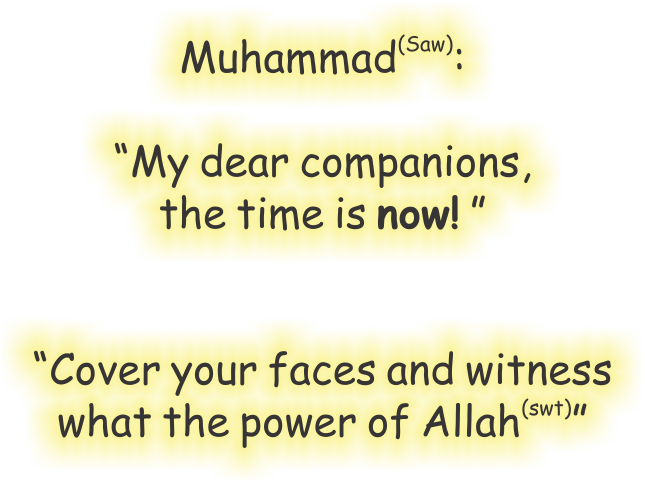 Muhammad(Saw):
“My dear companions,
the time is now! ”
“Cover your faces and witness
what the power of Allah(swt)”